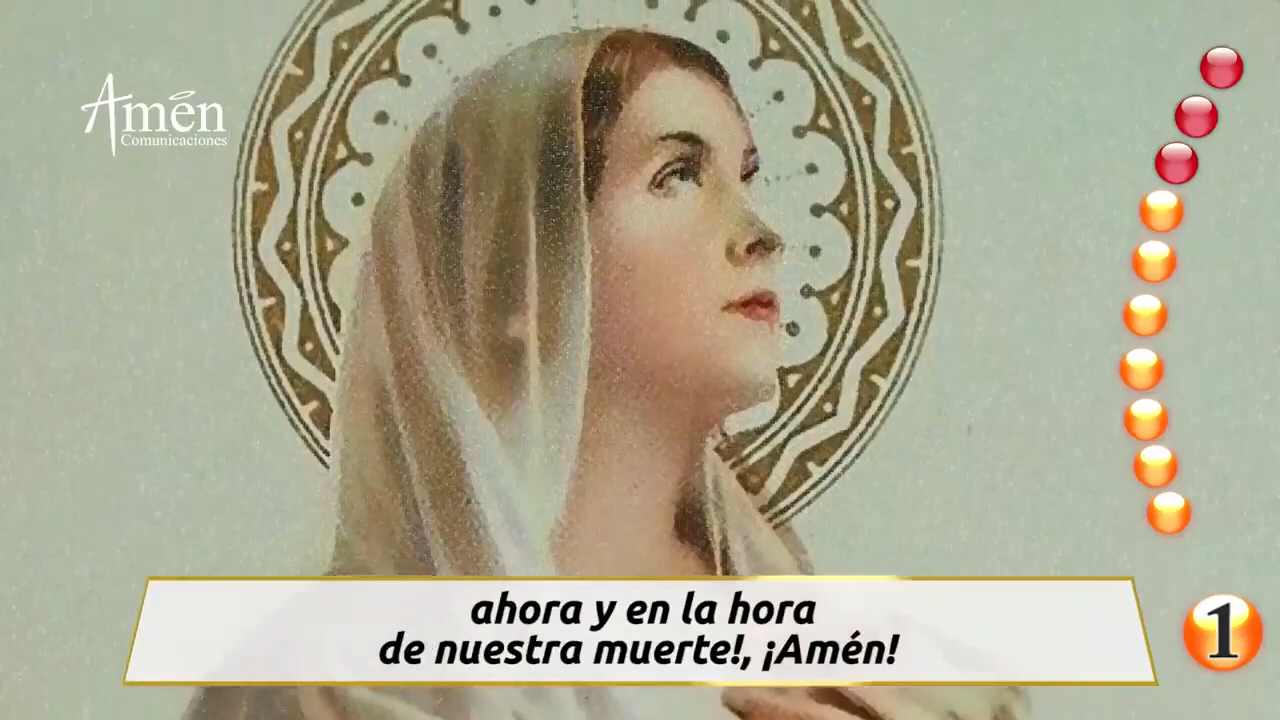 Amén
Comunicaciones
ahora y en la hora
de nuestra muerte!, ¡Amén!
1